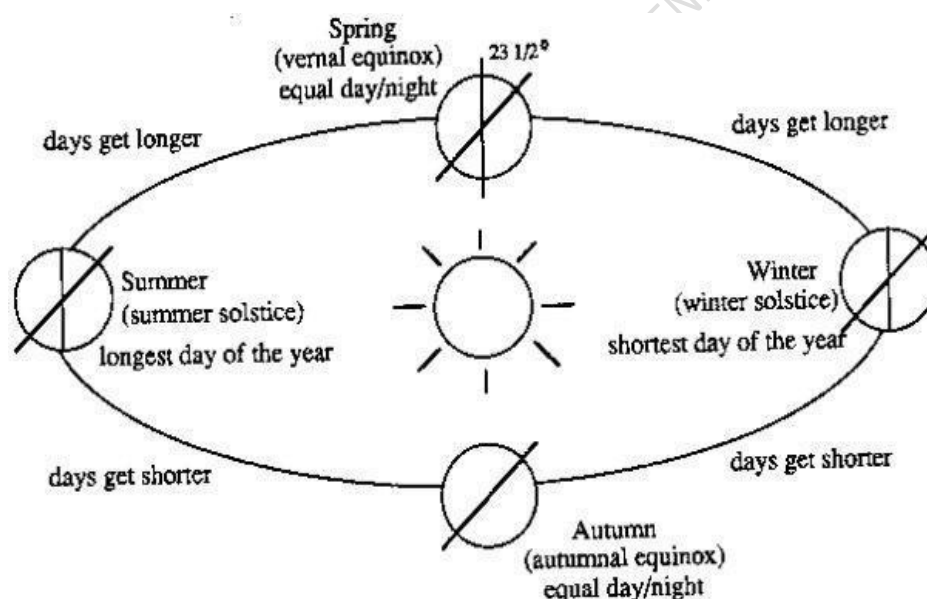 Spring
(vernal equinox)
equal day/night
23 1/2°
days get longer
days get longer
Summer
(summer solstice)
longest day of the year
Winter
(winter solstice)
shortest day of the year
days get shorter
days get shorter
Autumn
(autumnal equinox)
equal day/night